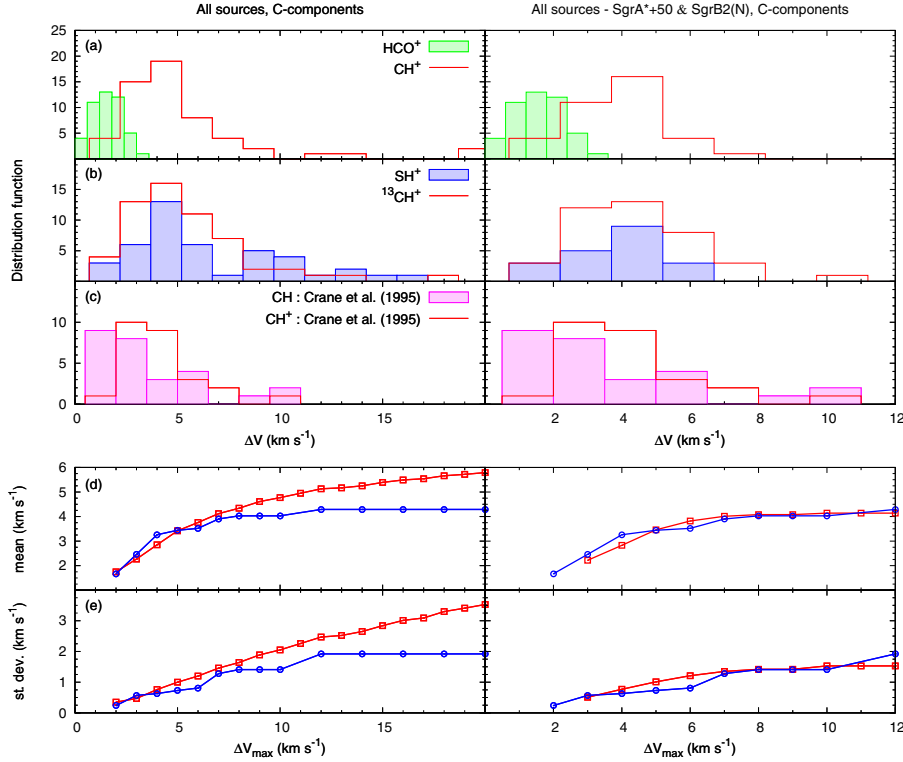 All sources, C-components
All sources - SgrA*+50 & SgrB2(N), C-components
Distribution function
(a)
HCO⁺
CH⁺
25
20
15
10
5
(b)
SH⁺
¹³CH⁺
15
10
5
0
(c)
CH : Crane et al. (1995)
CH⁺ : Crane et al. (1995)
10
5
0
0
5
10
15
2
4
6
8
10
12
ΔV (km s⁻¹)
ΔV (km s⁻¹)
(d)
mean (km s⁻¹)
6
5
4
3
2
(e)
st. dev. (km s⁻¹)
3
2
1
0
0
5
10
15
2
4
6
8
10
12
ΔVmax (km s⁻¹)
ΔVmax (km s⁻¹)